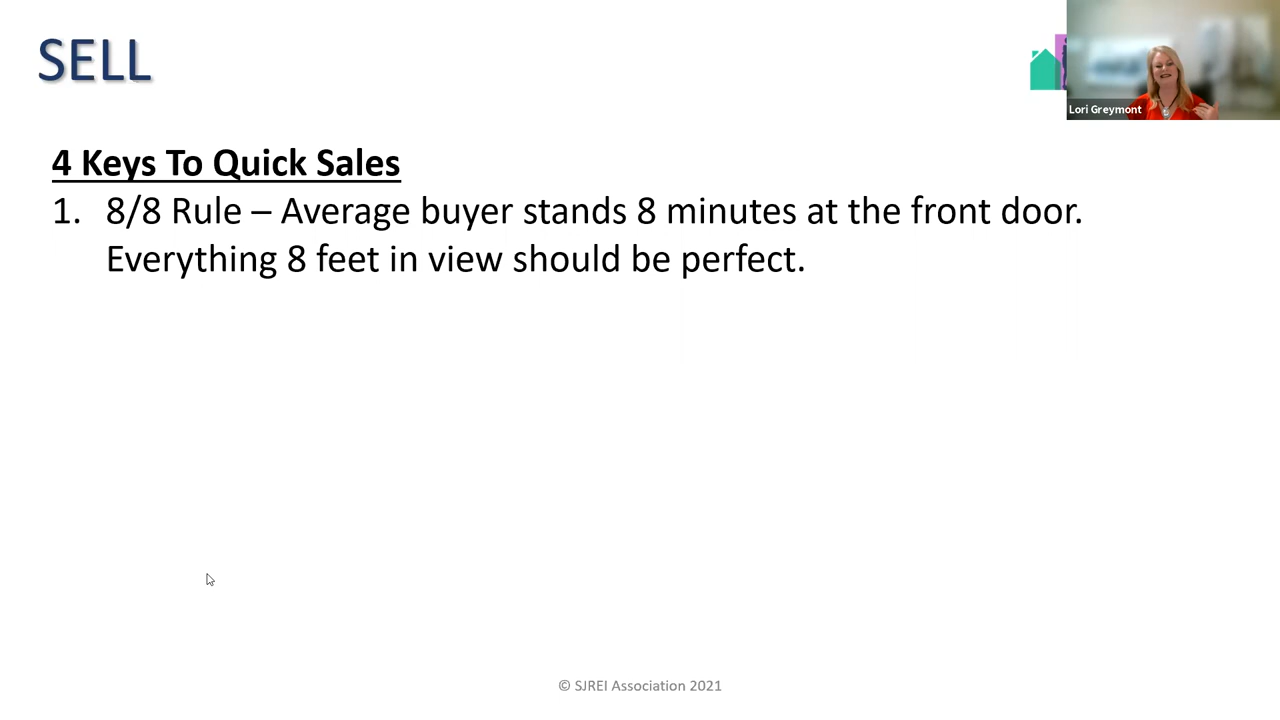 SELL
Lori Greymont
4 Keys To Quick Sales
1. 8/8 Rule – Average buyer stands 8 minutes at the front door.
Everything 8 feet in view should be perfect.
© SJREI Association 2021